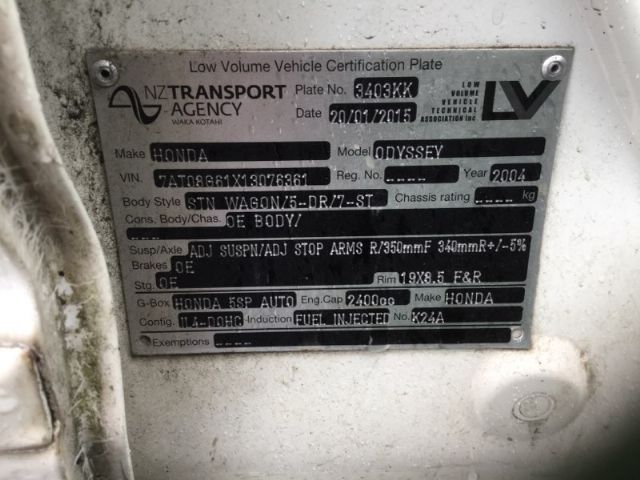 Low Volume Vehicle Certification Plate
NZTRANSPORT AGENCY
WAKA KOTAHI
Plate No. 3403KK
Date 20/01/2015
LOW VOLUME VEHICLE TECHNICAL ASSOCIATION Inc
LV
Make HONDA Model ODYSSEY
VIN. 7AT08G61X13076361 Reg. No. ---- Year 2004
Body Style STN WAGON/5-DR/7-ST Chassis rating ---- kg
Cons. Body/Chas. OE BODY/
----
Susp/Axle ADJ SUSPN/ADJ STOP ARMS R/350mmF 340mmR+/-5%
Brakes OE
Stg. OE Rim 19X8.5 F&R
G-Box HONDA 5SP AUTO Eng.Cap 2400cc Make HONDA
Config. IL4-DOHC Induction FUEL INJECTED No. K24A
Exemptions ----